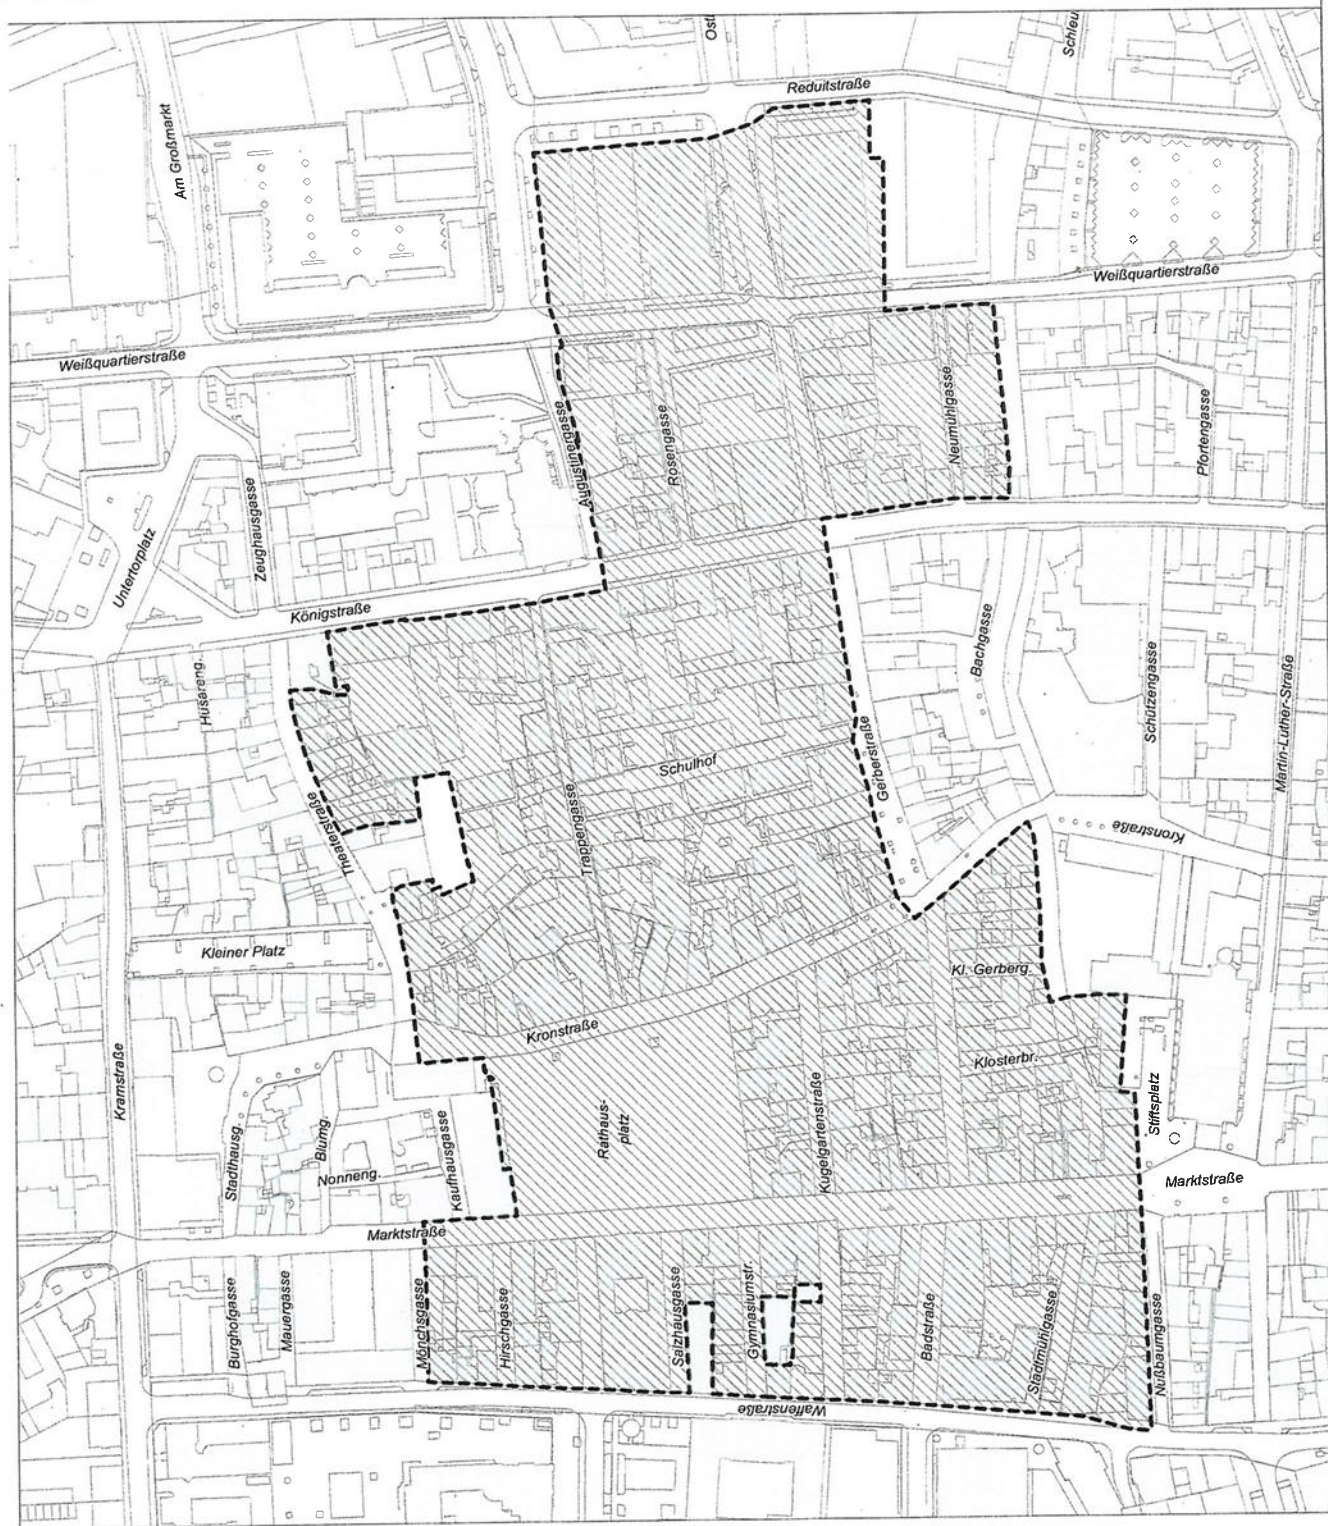 Reduitstraße
Am Großmarkt
Weißquartierstraße
Weißquartierstraße
Augustinergasse
Rosengasse
Neumühlgasse
Pfortengasse
Zeughausgasse
Untertorplatz
Königstraße
Husareng.
Bachgasse
Schützengasse
Martin-Luther-Straße
Gerberstraße
Schulhof
Theaterstraße
Trappengasse
Kronstraße
Kleiner Platz
Kl. Gerberg.
Kronstraße
Klosterbr.
Kramstraße
Rathaus-
platz
Kugelgartenstraße
Stiftsplatz
Stadthausg.
Blumg.
Nonneng.
Kaufhausgasse
Marktstraße
Marktstraße
Burghofgasse
Mauergasse
Mönchsgasse
Hirschgasse
Salzhausgasse
Gymnasiumstr.
Badstraße
Stadtmühlgasse
Nußbaumgasse
Waffenstraße